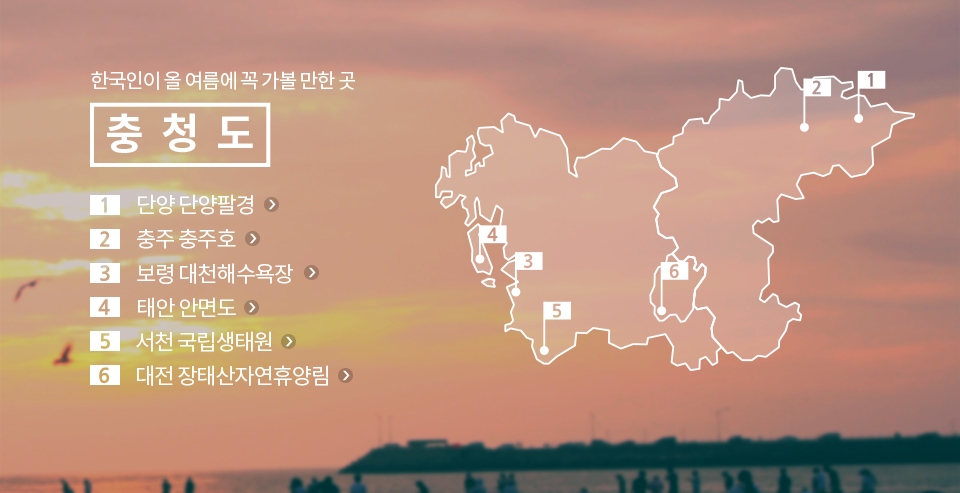 한국인이 올 여름에 꼭 가볼 만한 곳
충청도
1 단양 단양팔경
2 충주 충주호
3 보령 대천해수욕장
4 태안 안면도
5 서천 국립생태원
6 대전 장태산자연휴양림
1
2
4
3
6
5